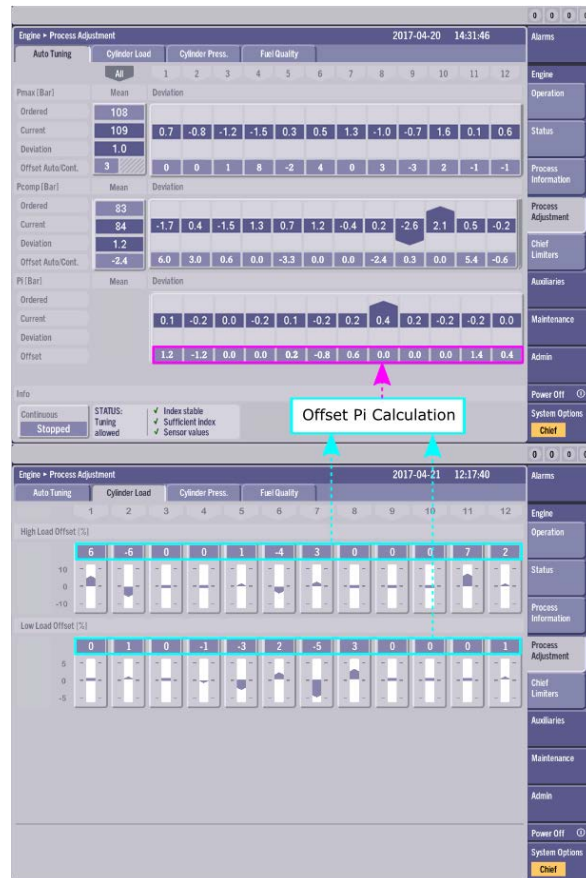 0 0 0
Engine ▸ Process Adjustment 2017-04-20 14:31:46 Alarms
Auto Tuning Cylinder Load Cylinder Press. Fuel Quality
All 1 2 3 4 5 6 7 8 9 10 11 12 Engine
Pmax [Bar] Mean Deviation Operation
Ordered 108
Current 109 0.7 -0.8 -1.2 -1.5 0.3 0.5 1.3 -1.0 -0.7 1.6 0.1 0.6 Status
Deviation 1.0
Offset Auto/Cont. 3 0 0 1 8 -2 4 0 3 -3 2 -1 -1 Process Information
Pcomp [Bar] Mean Deviation
Ordered 83 Process Adjustment
Current 84 -1.7 0.4 -1.5 1.3 0.7 1.2 -0.4 0.2 -2.6 2.1 0.5 -0.2
Deviation 1.2 Chief Limiters
Offset Auto/Cont. -2.4 6.0 3.0 0.6 0.0 -3.3 0.0 0.0 -2.4 0.3 0.0 5.4 -0.6
Pi [Bar] Mean Deviation Auxiliaries
Ordered
Current 0.1 -0.2 0.0 -0.2 0.1 -0.2 0.2 0.4 0.2 -0.2 -0.2 0.0 Maintenance
Deviation
Offset 1.2 -1.2 0.0 0.0 0.2 -0.8 0.6 0.0 0.0 0.0 1.4 0.4 Admin
Info Power Off
Continuous Stopped STATUS: Tuning allowed √ Index stable System Options
√ Sufficient index Chief
√ Sensor values
Offset Pi Calculation
0 0 0
Engine ▸ Process Adjustment 2017-04-21 12:17:40 Alarms
Auto Tuning Cylinder Load Cylinder Press. Fuel Quality
1 2 3 4 5 6 7 8 9 10 11 12 Engine
High Load Offset [%] Operation
6 -6 0 0 1 -4 3 0 0 0 7 2
10 Status
0
-10 Process Information
Low Load Offset [%]
0 1 0 -1 -3 2 -5 3 0 0 0 1 Process Adjustment
5
0 Chief Limiters
-5
Auxiliaries
Maintenance
Admin
Power Off
System Options
Chief